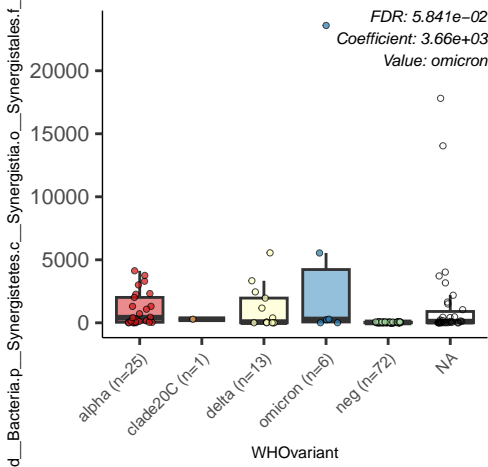 FDR: 5.841e−02
Coefficient: 3.66e+03
Value: omicron
d__Bacteria.p__Synergistetes.c__Synergistia.o__Synergistales.f_
20000
15000
10000
5000
0
alpha (n=25)
clade20C (n=1)
delta (n=13)
omicron (n=6)
neg (n=72)
NA
WHOvariant